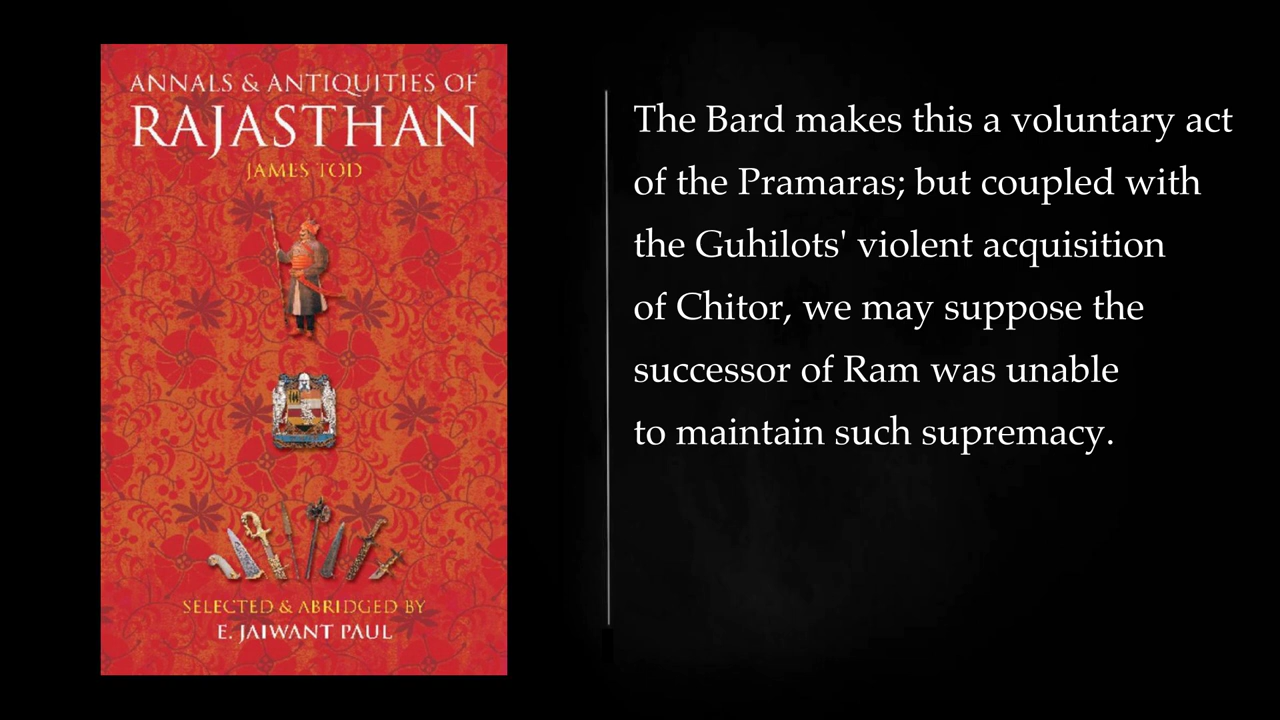 ANNALS & ANTIQUITIES OF
RAJASTHAN
JAMES TOD
SELECTED & ABRIDGED BY
E. JAIWANT PAUL
The Bard makes this a voluntary act
of the Pramaras; but coupled with
the Guhilots' violent acquisition
of Chitor, we may suppose the
successor of Ram was unable
to maintain such supremacy.